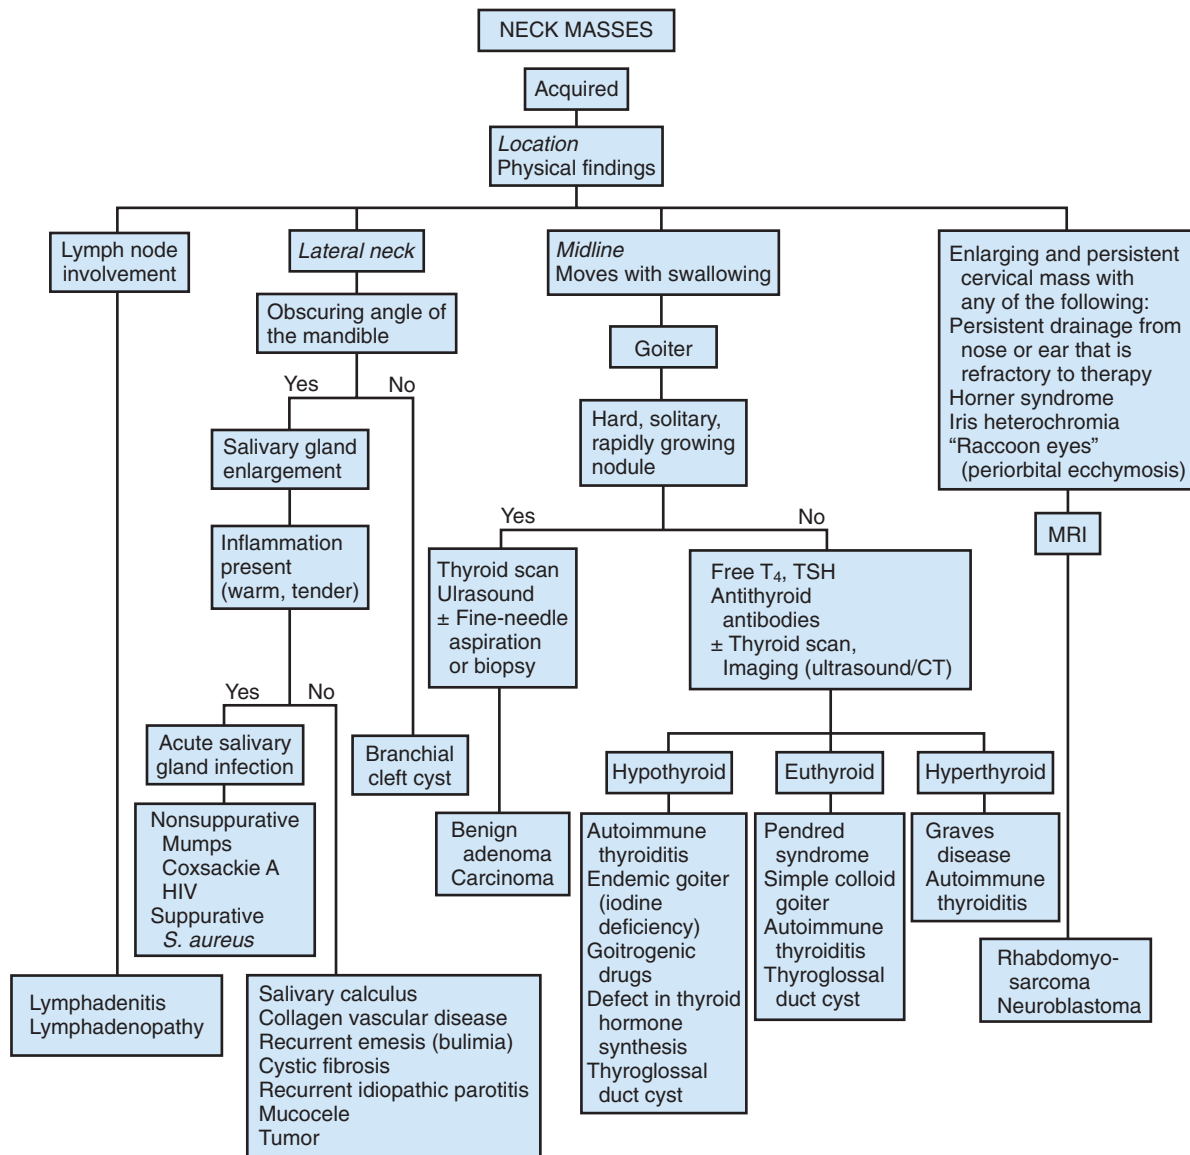 NECK MASSES
Acquired
Location
Physical findings
Lymph node
involvement
Lateral neck
Midline
Moves with swallowing
Enlarging and persistent
cervical mass with
any of the following:
Persistent drainage from
nose or ear that is
refractory to therapy
Horner syndrome
Iris heterochromia
“Raccoon eyes”
(periorbital ecchymosis)
Obscuring angle of
the mandible
Goiter
Yes
No
Hard, solitary,
rapidly growing
nodule
Salivary gland
enlargement
Yes
No
MRI
Inflammation
present
(warm, tender)
Thyroid scan
Ulrasound
± Fine-needle
aspiration
or biopsy
Free T₄, TSH
Antithyroid
antibodies
± Thyroid scan,
Imaging (ultrasound/CT)
Yes
No
Acute salivary
gland infection
Branchial
cleft cyst
Hypothyroid
Euthyroid
Hyperthyroid
Nonsuppurative
Mumps
Coxsackie A
HIV
Suppurative
S. aureus
Benign
adenoma
Carcinoma
Autoimmune
thyroiditis
Endemic goiter
(iodine
deficiency)
Goitrogenic
drugs
Defect in thyroid
hormone
synthesis
Thyroglossal
duct cyst
Pendred
syndrome
Simple colloid
goiter
Autoimmune
thyroiditis
Thyroglossal
duct cyst
Graves
disease
Autoimmune
thyroiditis
Rhabdomyo-
sarcoma
Neuroblastoma
Lymphadenitis
Lymphadenopathy
Salivary calculus
Collagen vascular disease
Recurrent emesis (bulimia)
Cystic fibrosis
Recurrent idiopathic parotitis
Mucocele
Tumor